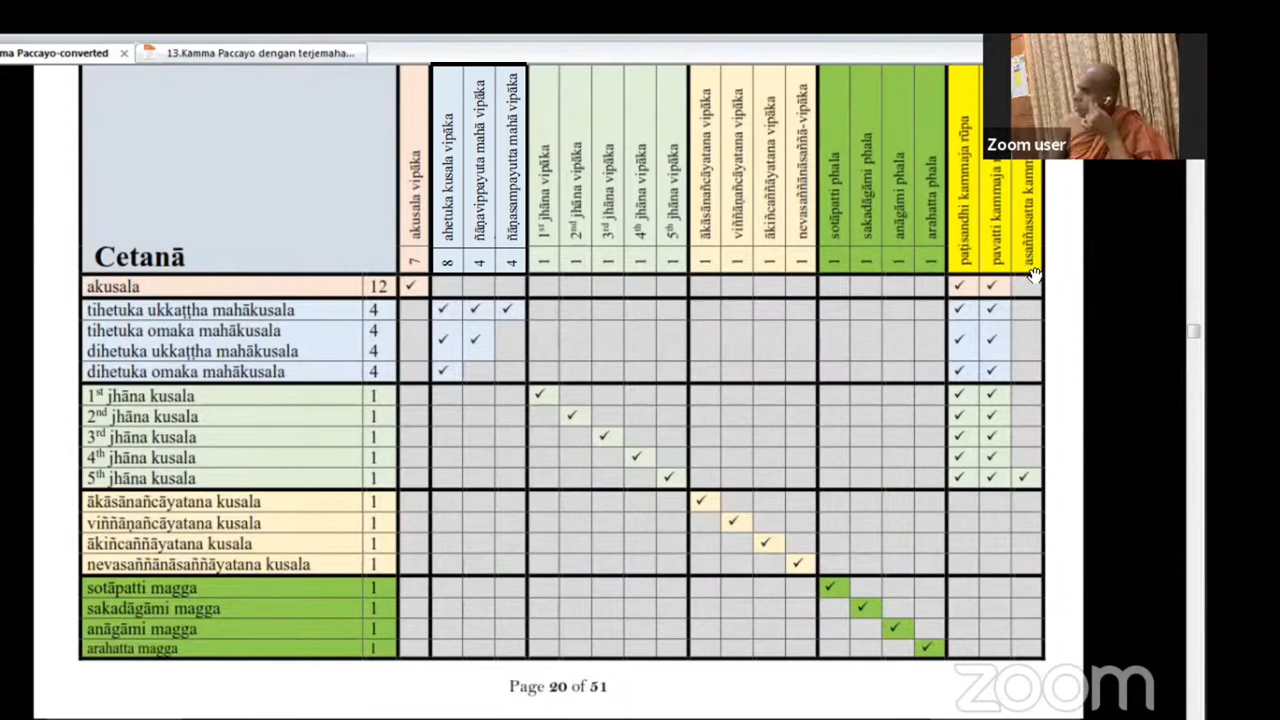 ma Paccayo-converted ×
13.Kamma Paccayo dengan terjemaha...
Zoom user
Cetanā
akusala vipāka
ahetuka kusala vipāka
ñāṇavippayuta mahā vipāka
ñāṇasampayutta mahā vipāka
1st jhāna vipāka
2nd jhāna vipāka
3rd jhāna vipāka
4th jhāna vipāka
5th jhāna vipāka
ākāsānañcāyatana vipāka
viññāṇañcāyatana vipāka
ākiñcaññāyatana vipāka
nevasaññānāsaññā-vipāka
sotāpatti phala
sakadāgāmi phala
anāgāmi phala
arahatta phala
paṭisandhi kammaja rūpa
pavatti kammaja
asaññasatta kamm
7 8 4 4 1 1 1 1 1 1 1 1 1 1 1 1 1
akusala 12 ✓ ✓ ✓
tihetuka ukkaṭṭha mahākusala 4 ✓ ✓ ✓ ✓ ✓
tihetuka omaka mahākusala 4
dihetuka ukkaṭṭha mahākusala 4 ✓ ✓ ✓ ✓
dihetuka omaka mahākusala 4 ✓ ✓ ✓
1st jhāna kusala 1 ✓ ✓ ✓
2nd jhāna kusala 1 ✓ ✓ ✓
3rd jhāna kusala 1 ✓ ✓ ✓
4th jhāna kusala 1 ✓ ✓ ✓
5th jhāna kusala 1 ✓ ✓ ✓ ✓
ākāsānañcāyatana kusala 1 ✓
viññāṇañcāyatana kusala 1 ✓
ākiñcaññāyatana kusala 1 ✓
nevasaññānāsaññāyatana kusala 1 ✓
sotāpatti magga 1 ✓
sakadāgāmi magga 1 ✓
anāgāmi magga 1 ✓
arahatta magga 1 ✓
Page 20 of 51
zoom